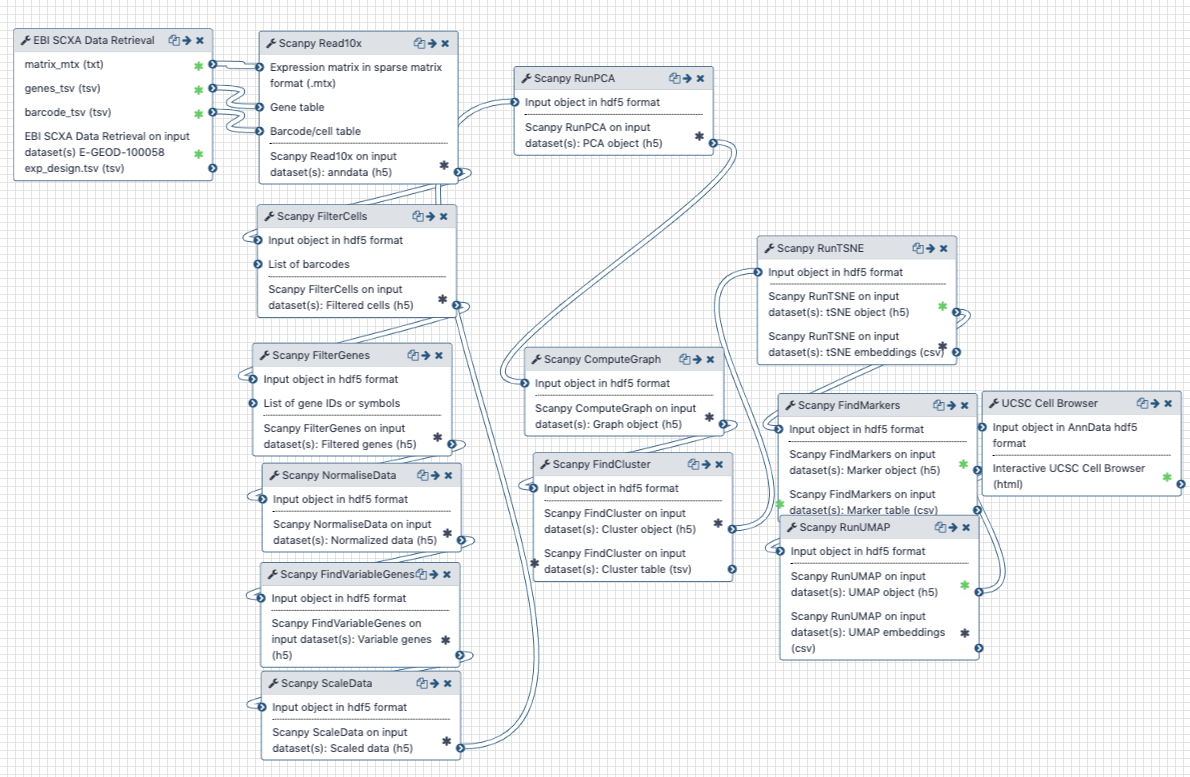 EBI SCXA Data Retrieval
matrix_mtx (txt)
genes_tsv (tsv)
barcode_tsv (tsv)
EBI SCXA Data Retrieval on input
dataset(s) E-GEOD-100058
exp_design.tsv (tsv)
Scanpy Read10x
Expression matrix in sparse matrix
format (.mtx)
Gene table
Barcode/cell table
Scanpy Read10x on input
dataset(s): anndata (h5)
Scanpy FilterCells
Input object in hdf5 format
List of barcodes
Scanpy FilterCells on input
dataset(s): Filtered cells (h5)
Scanpy FilterGenes
Input object in hdf5 format
List of gene IDs or symbols
Scanpy FilterGenes on input
dataset(s): Filtered genes (h5)
Scanpy NormaliseData
Input object in hdf5 format
Scanpy NormaliseData on input
dataset(s): Normalized data (h5)
Scanpy FindVariableGenes
Input object in hdf5 format
Scanpy FindVariableGenes on
input dataset(s): Variable genes
(h5)
Scanpy ScaleData
Input object in hdf5 format
Scanpy ScaleData on input
dataset(s): Scaled data (h5)
Scanpy RunPCA
Input object in hdf5 format
Scanpy RunPCA on input
dataset(s): PCA object (h5)
Scanpy ComputeGraph
Input object in hdf5 format
Scanpy ComputeGraph on input
dataset(s): Graph object (h5)
Scanpy FindCluster
Input object in hdf5 format
Scanpy FindCluster on input
dataset(s): Cluster object (h5)
Scanpy FindCluster on input
dataset(s): Cluster table (tsv)
Scanpy RunTSNE
Input object in hdf5 format
Scanpy RunTSNE on input
dataset(s): tSNE object (h5)
Scanpy RunTSNE on input
dataset(s): tSNE embeddings (csv)
Scanpy FindMarkers
Input object in hdf5 format
Scanpy FindMarkers on input
dataset(s): Marker object (h5)
Scanpy FindMarkers on input
dataset(s): Marker table (csv)
Scanpy RunUMAP
Input object in hdf5 format
Scanpy RunUMAP on input
dataset(s): UMAP object (h5)
Scanpy RunUMAP on input
dataset(s): UMAP embeddings
(csv)
UCSC Cell Browser
Input object in AnnData hdf5
format
Interactive UCSC Cell Browser
(html)